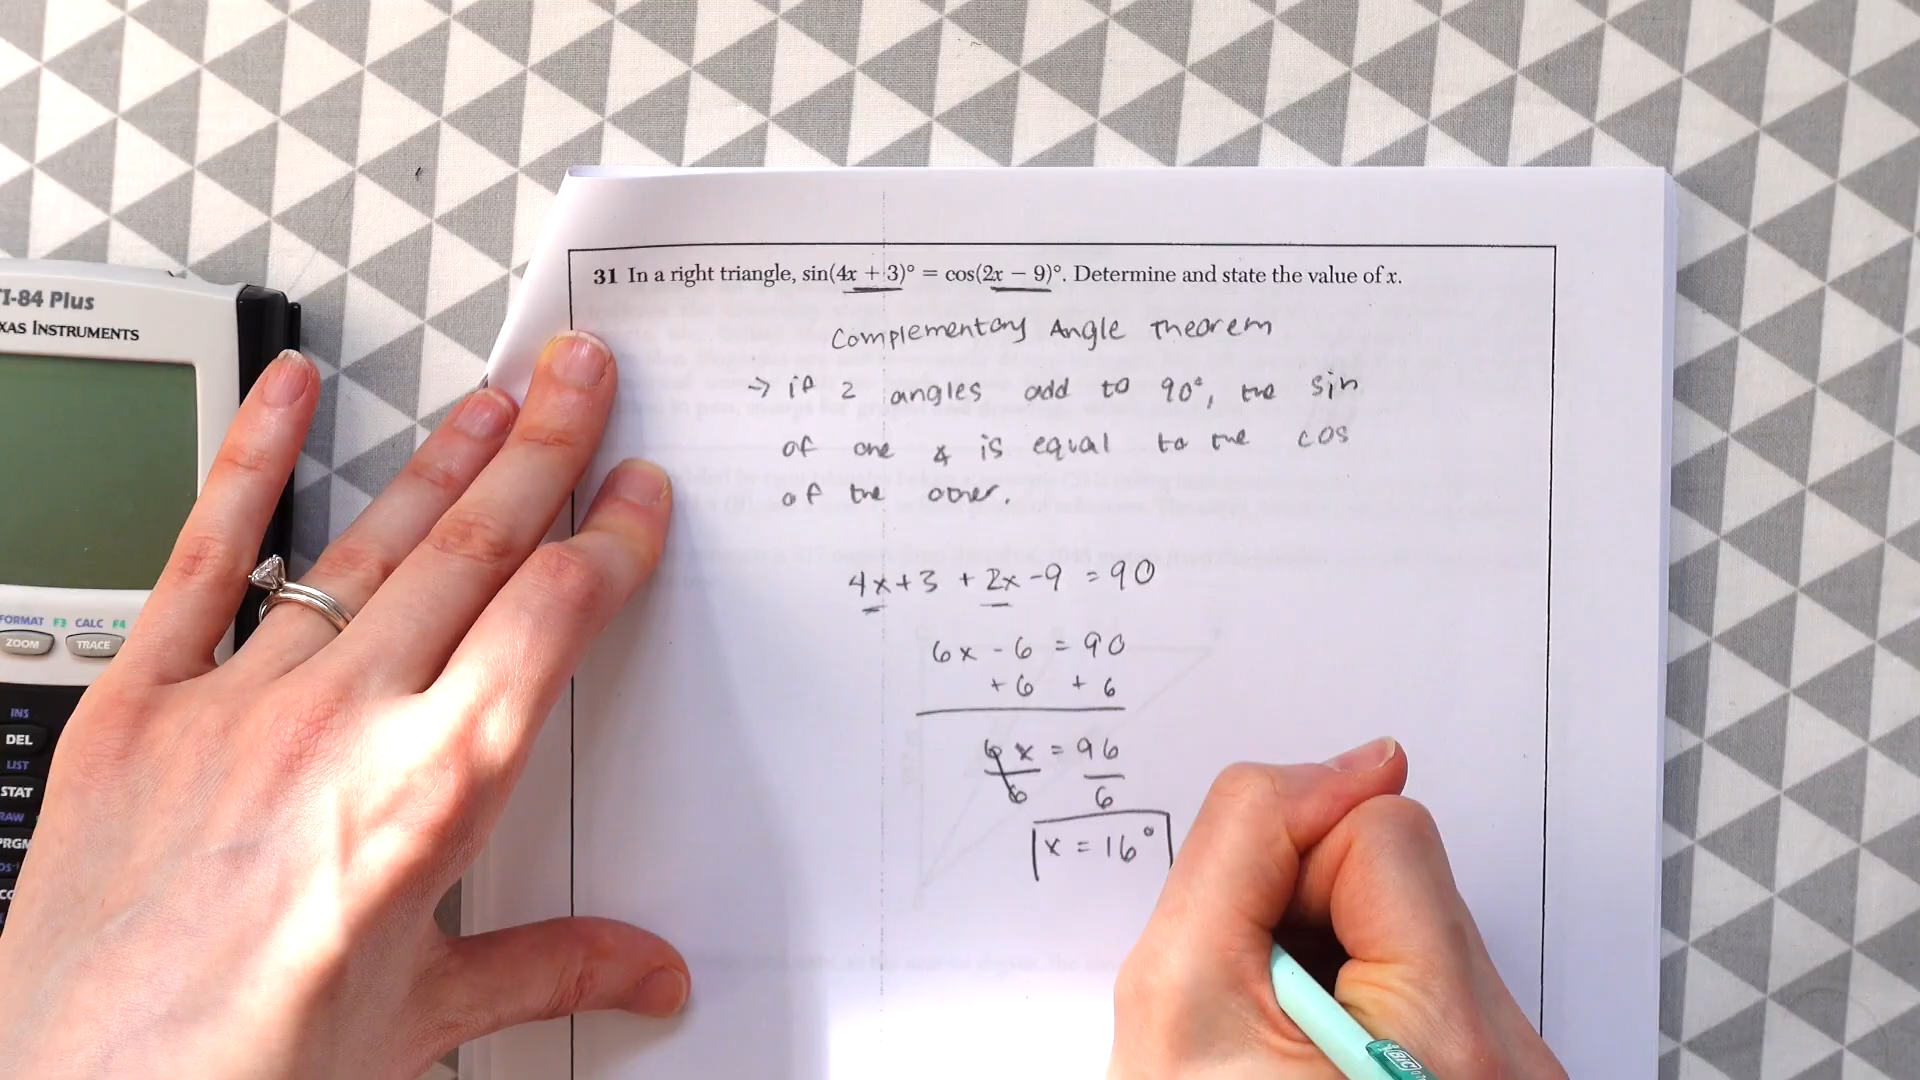 TI-84 Plus
TEXAS INSTRUMENTS
FORMAT F3 CALC F4
ZOOM TRACE
INS
DEL
LIST
STAT
PRGM
31 In a right triangle, sin(4x + 3)° = cos(2x − 9)°. Determine and state the value of x.
Complementary Angle Theorem
→ if 2 angles add to 90°, the sin
of one ∡ is equal to the cos
of the other.
4x+3 + 2x-9 = 90
6x - 6 = 90
+ 6 + 6
6x = 96
6 6
x = 16°
BIC